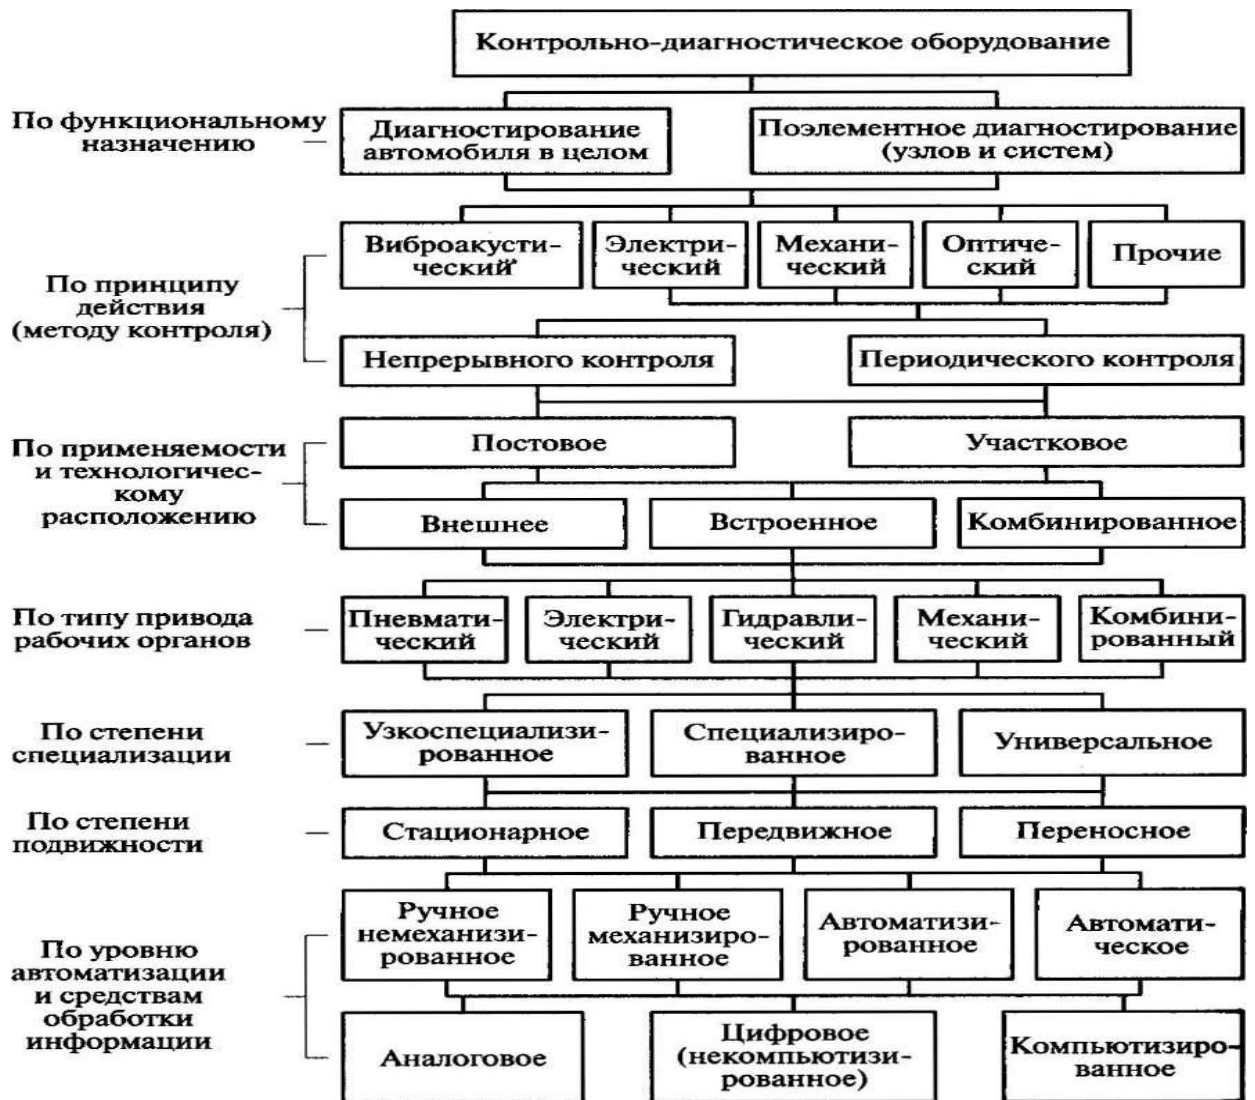 Контрольно-диагностическое оборудование
По функциональному
назначению
Диагностирование
автомобиля в целом
Поэлементное диагностирование
(узлов и систем)
По принципу
действия
(методу контроля)
Виброакусти-
ческий
Электри-
ческий
Механи-
ческий
Оптиче-
ский
Прочие
Непрерывного контроля
Периодического контроля
По применяемости
и технологичес-
кому
расположению
Постовое
Участковое
Внешнее
Встроенное
Комбинированное
По типу привода
рабочих органов
Пневмати-
ческий
Электри-
ческий
Гидравли-
ческий
Механи-
ческий
Комбини-
рованный
По степени
специализации
Узкоспециализи-
рованное
Специализиро-
ванное
Универсальное
По степени
подвижности
Стационарное
Передвижное
Переносное
По уровню
автоматизации
и средствам
обработки
информации
Ручное
немеханизи-
рованное
Ручное
механизиро-
ванное
Автоматизи-
рованное
Автомати-
ческое
Аналоговое
Цифровое
(некомпьютизи-
рованное)
Компьютизиро-
ванное